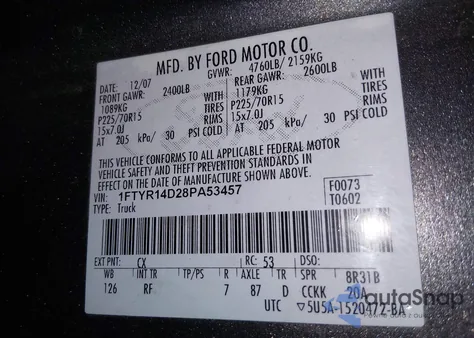 MFD. BY FORD MOTOR CO.
DATE: 12/07 GVWR: 4760LB/ 2159KG
FRONT GAWR: 2400LB REAR GAWR: 2600LB
1089KG WITH 1179KG WITH
P225/70R15 TIRES P225/70R15 TIRES
15x7.0J RIMS 15x7.0J RIMS
AT 205 kPa/ 30 PSI COLD AT 205 kPa/ 30 PSI COLD
THIS VEHICLE CONFORMS TO ALL APPLICABLE FEDERAL MOTOR
VEHICLE SAFETY AND THEFT PREVENTION STANDARDS IN
EFFECT ON THE DATE OF MANUFACTURE SHOWN ABOVE.
VIN: 1FTYR14D28PA53457 F0073
TYPE: Truck T0602
EXT PNT: CX RC: 53 DSO:
WB INT TR TP/PS R AXLE TR SPR 8R31B
126 RF 7 87 D CCKK 20A
UTC ▽5U5A-1520472-BA
autaSnap